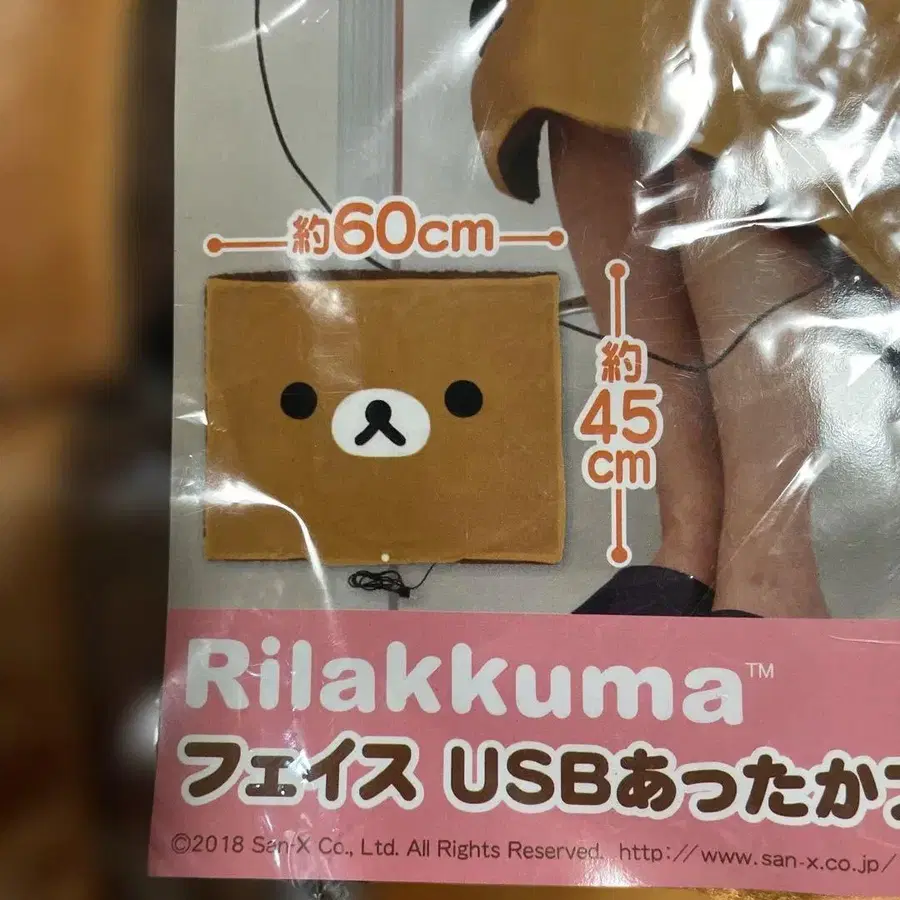 約60cm
約
45
cm
Rilakkuma™
フェイス USBあったか
©2018 San-X Co., Ltd. All Rights Reserved. http://www.san-x.co.jp/